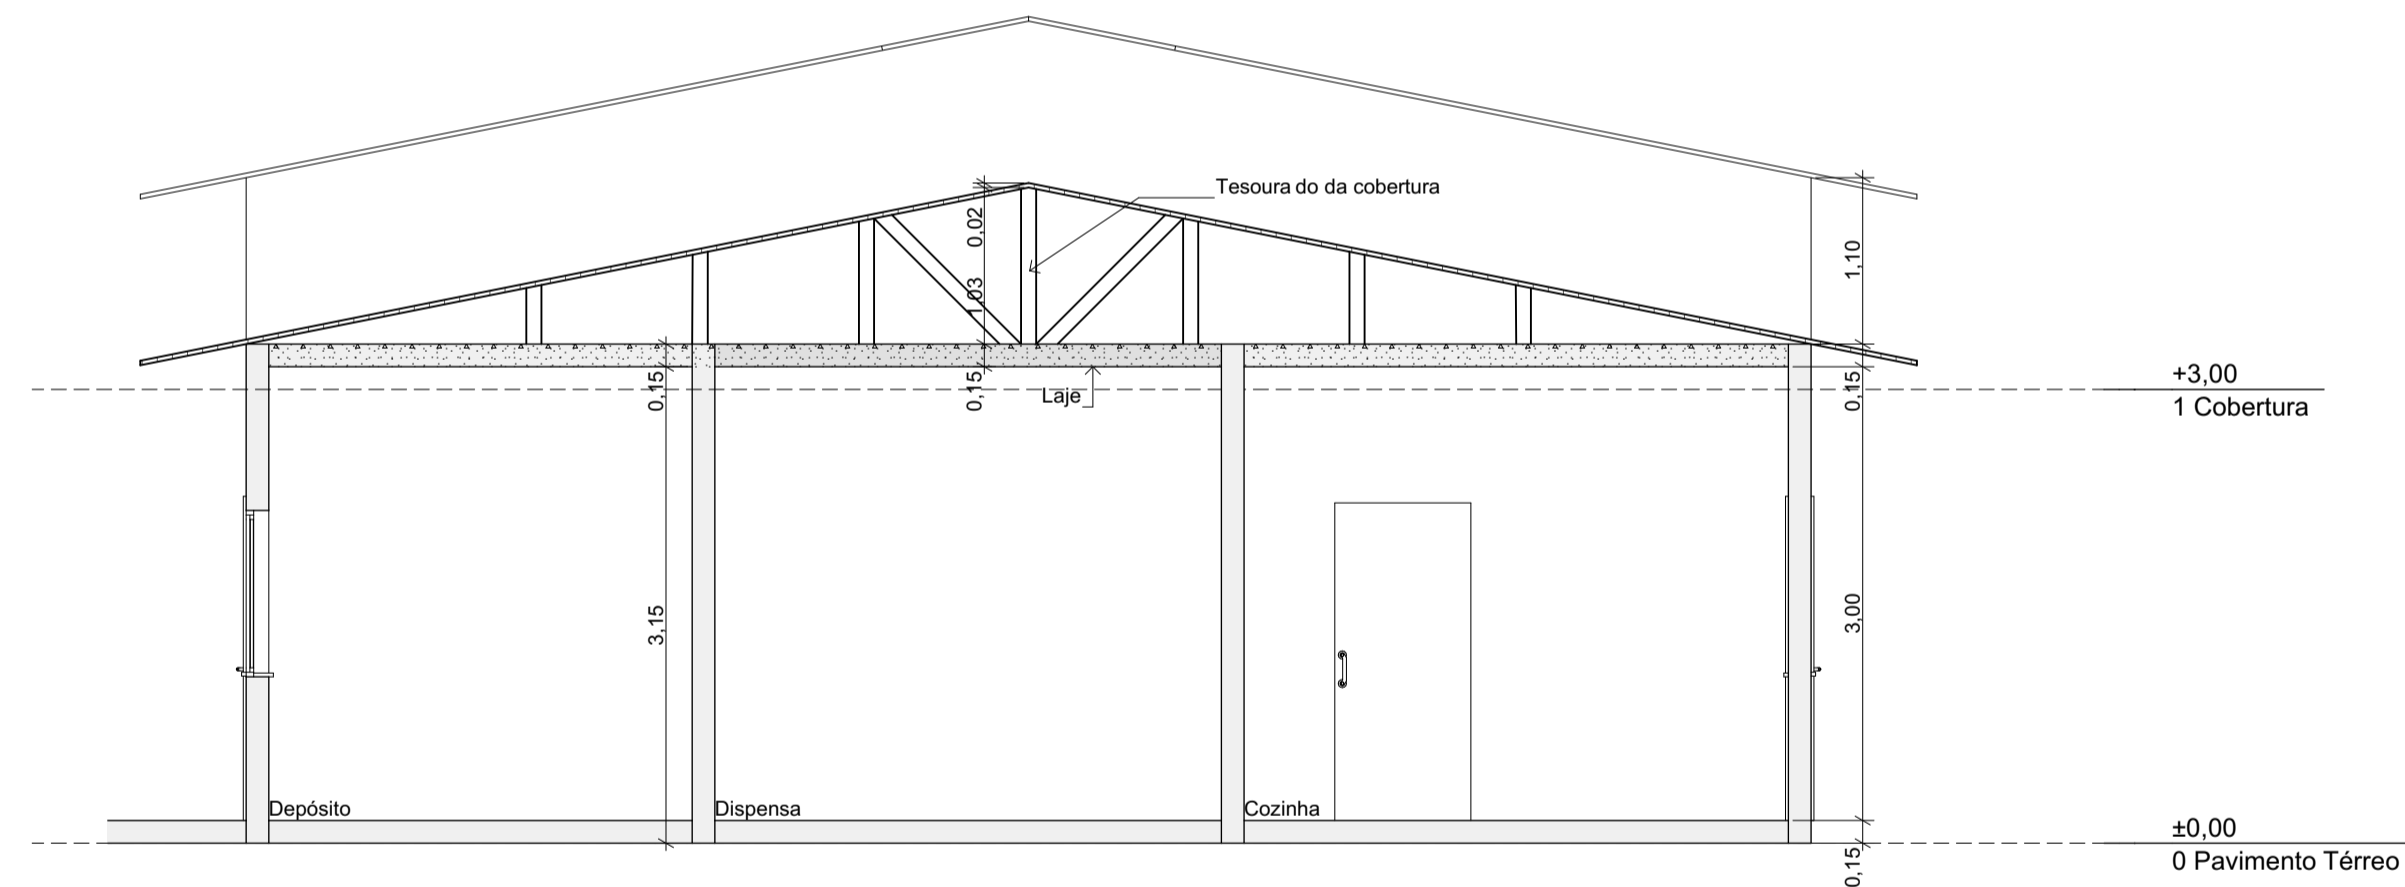 Tesoura do da cobertura
0,02
1,03
1,10
0,15
0,15
Laje
0,15
+3,00
1 Cobertura
3,15
3,00
Depósito
Dispensa
Cozinha
±0,00
0 Pavimento Térreo
0,15